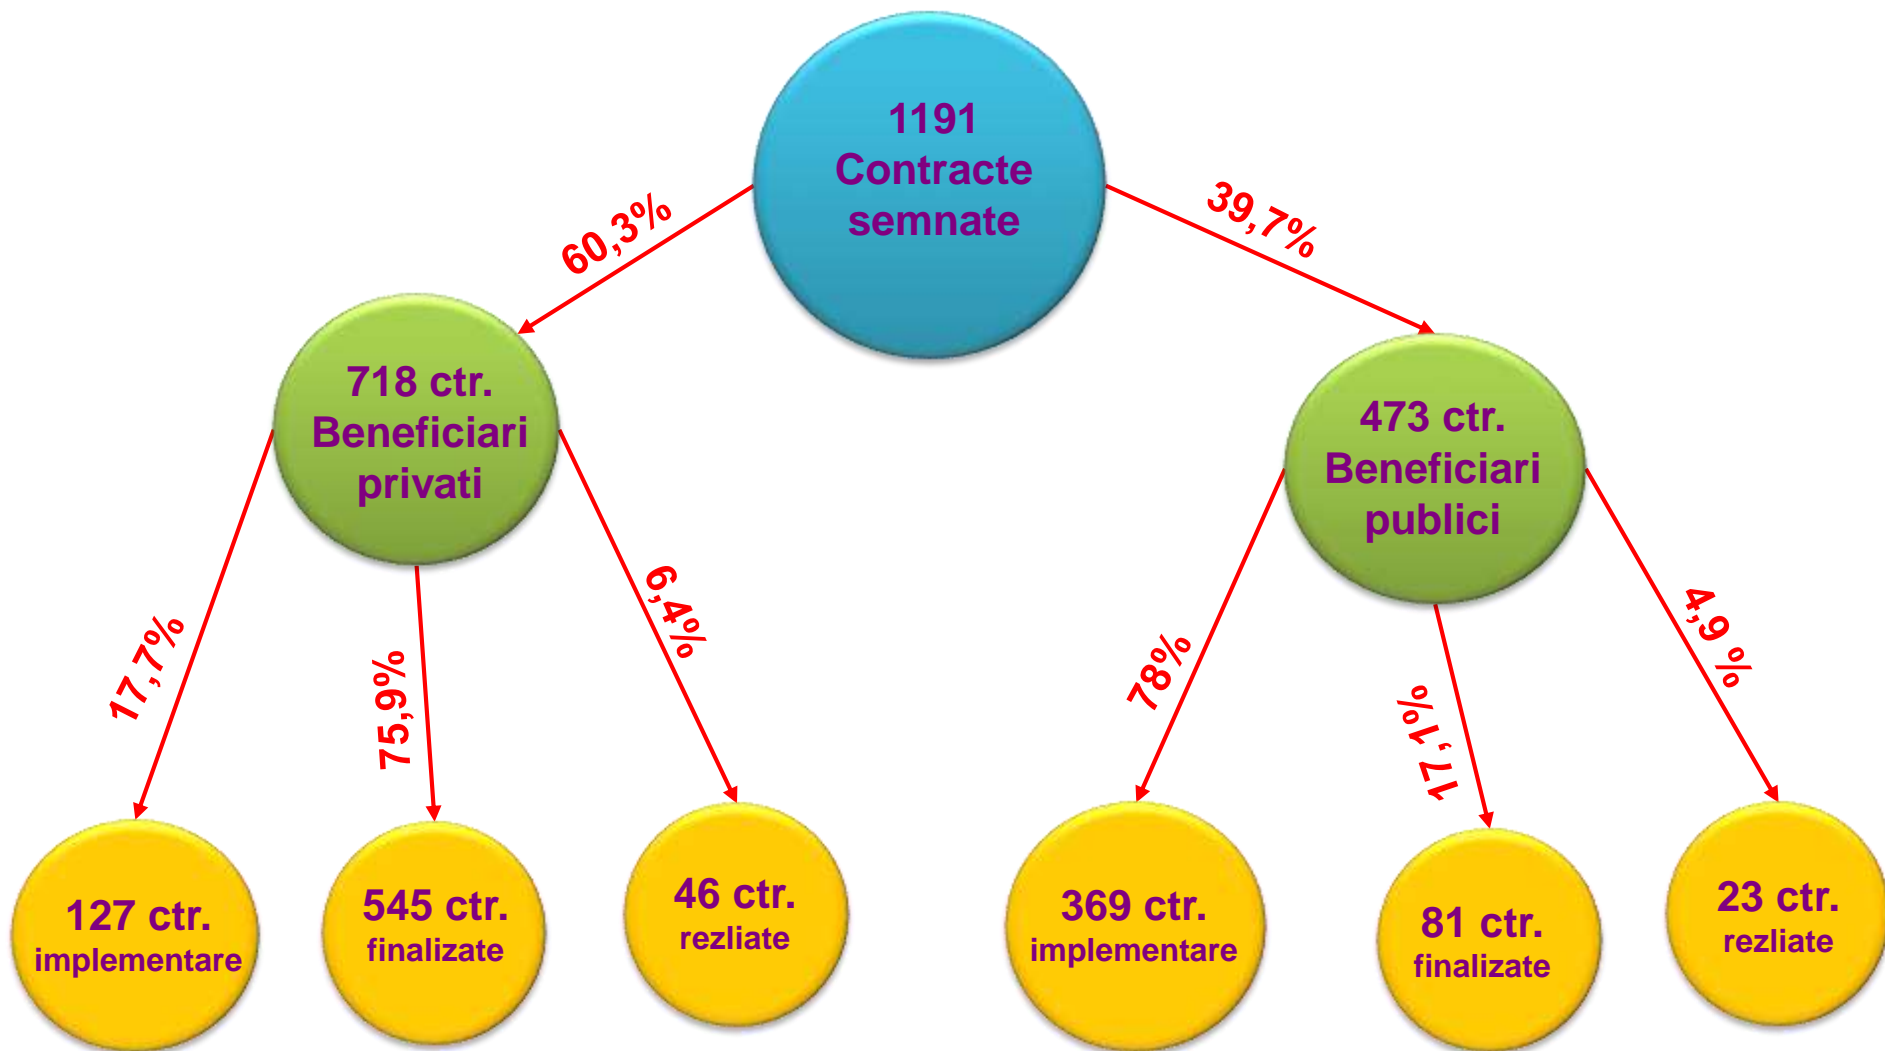 1191
Contracte
semnate
60,3%
39,7%
718 ctr.
Beneficiari
privati
473 ctr.
Beneficiari
publici
17,7%
75,9%
6,4%
78%
17,1%
4,9 %
127 ctr.
implementare
545 ctr.
finalizate
46 ctr.
rezliate
369 ctr.
implementare
81 ctr.
finalizate
23 ctr.
rezliate